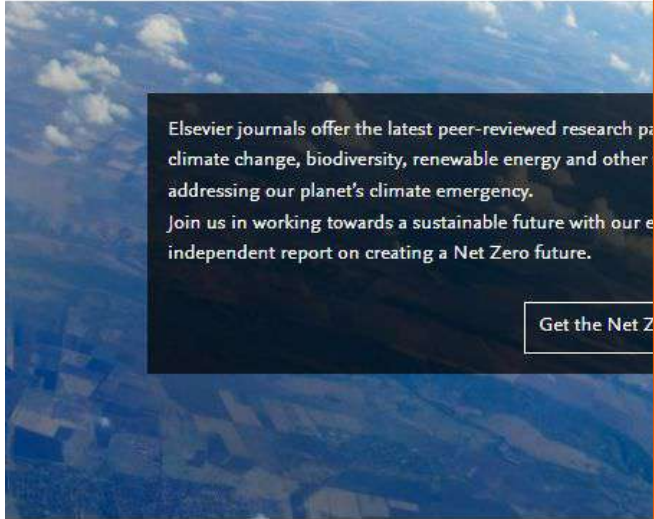 Elsevier journals offer the latest peer-reviewed research pa
climate change, biodiversity, renewable energy and other
addressing our planet's climate emergency.
Join us in working towards a sustainable future with our e
independent report on creating a Net Zero future.
Get the Net Z